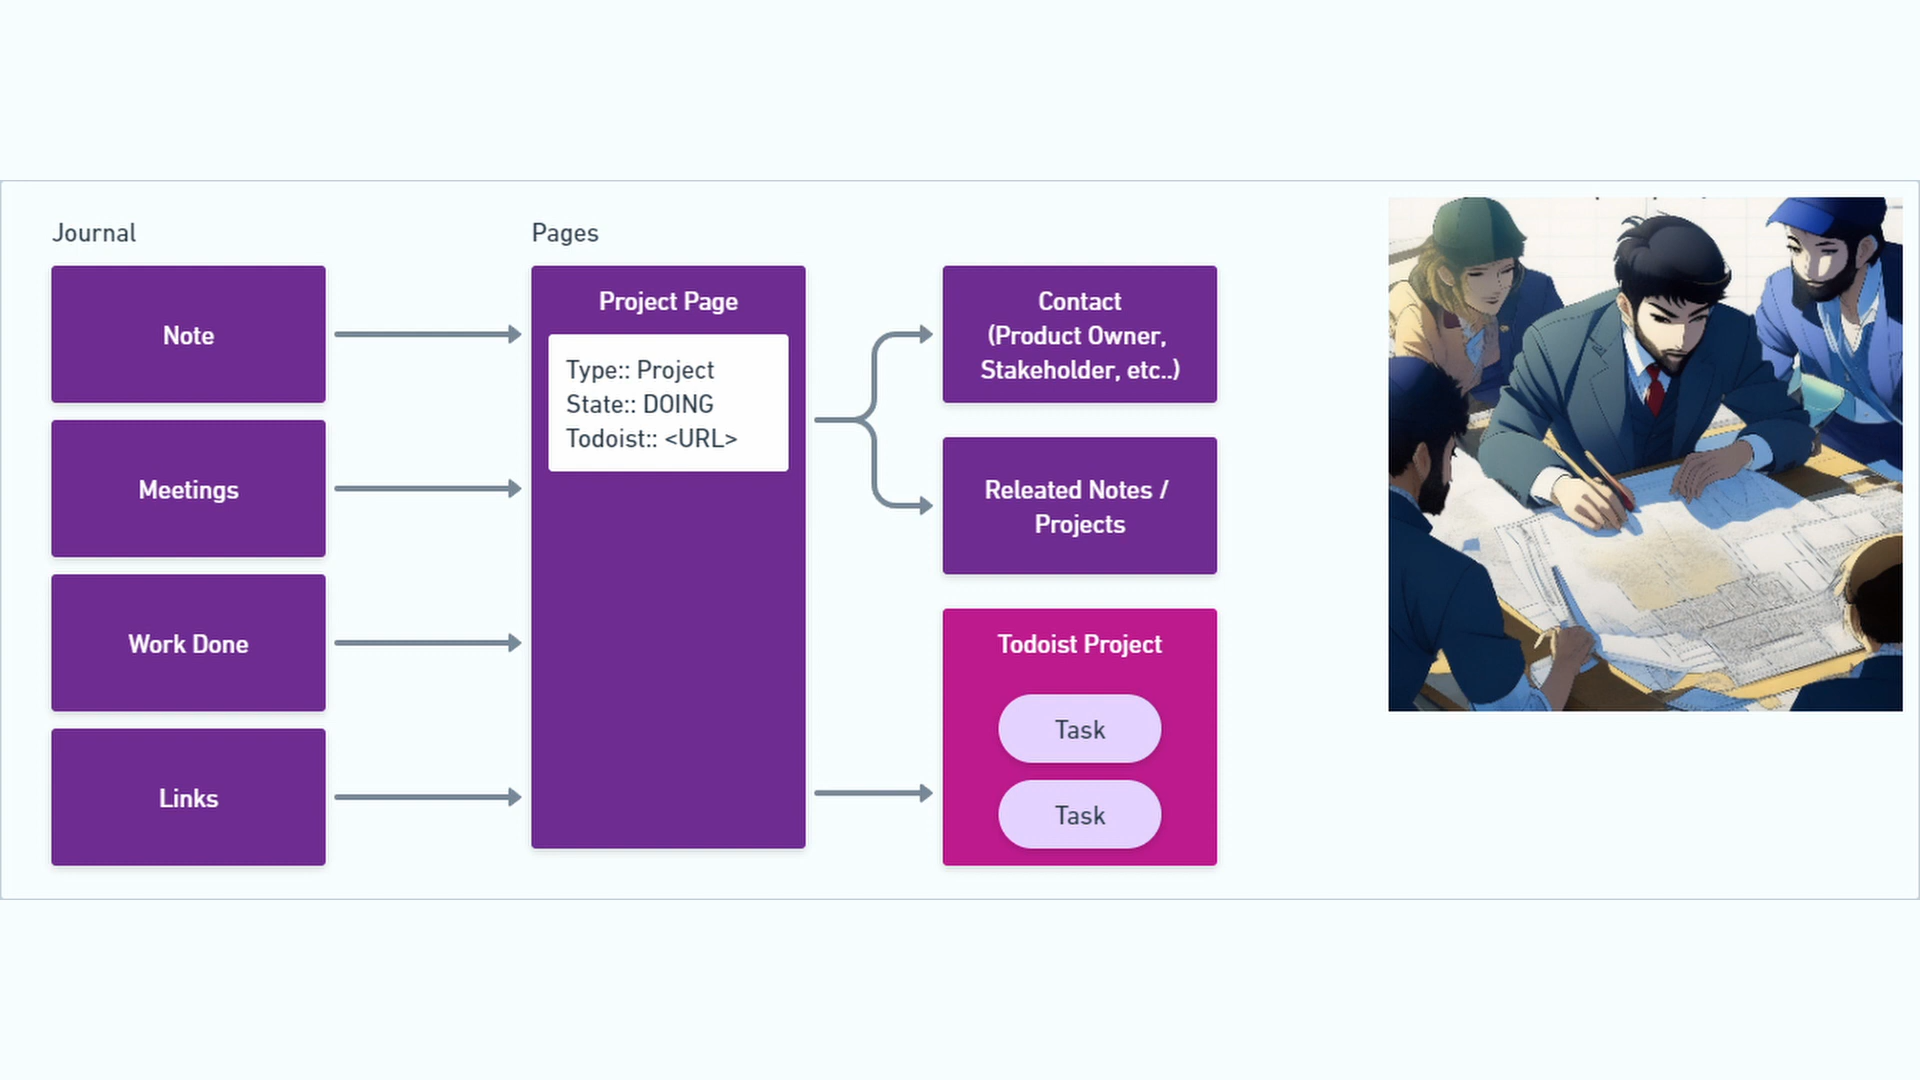 Journal
Note
Meetings
Work Done
Links
Pages
Project Page
Type:: Project
State:: DOING
Todoist:: <URL>
Contact
(Product Owner,
Stakeholder, etc..)
Releated Notes /
Projects
Todoist Project
Task
Task